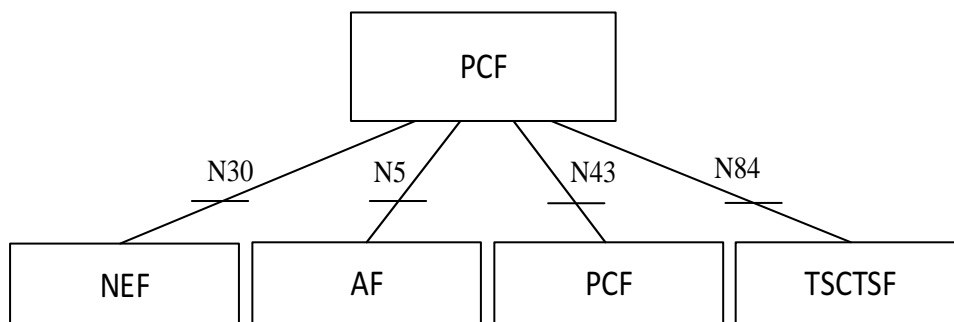 PCF
N30
N5
N43
N84
NEF
AF
PCF
TSCTSF